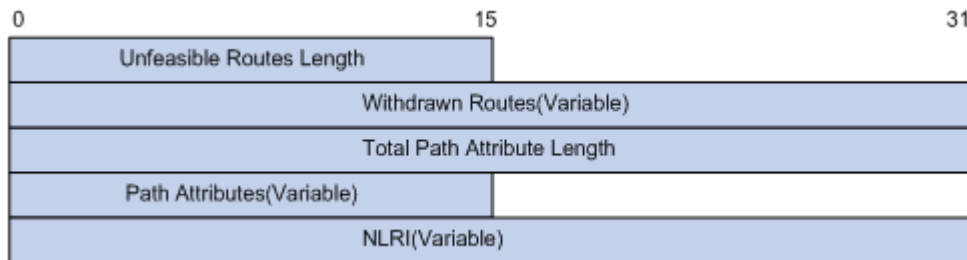 0 15 31
Unfeasible Routes Length
Withdrawn Routes(Variable)
Total Path Attribute Length
Path Attributes(Variable)
NLRI(Variable)